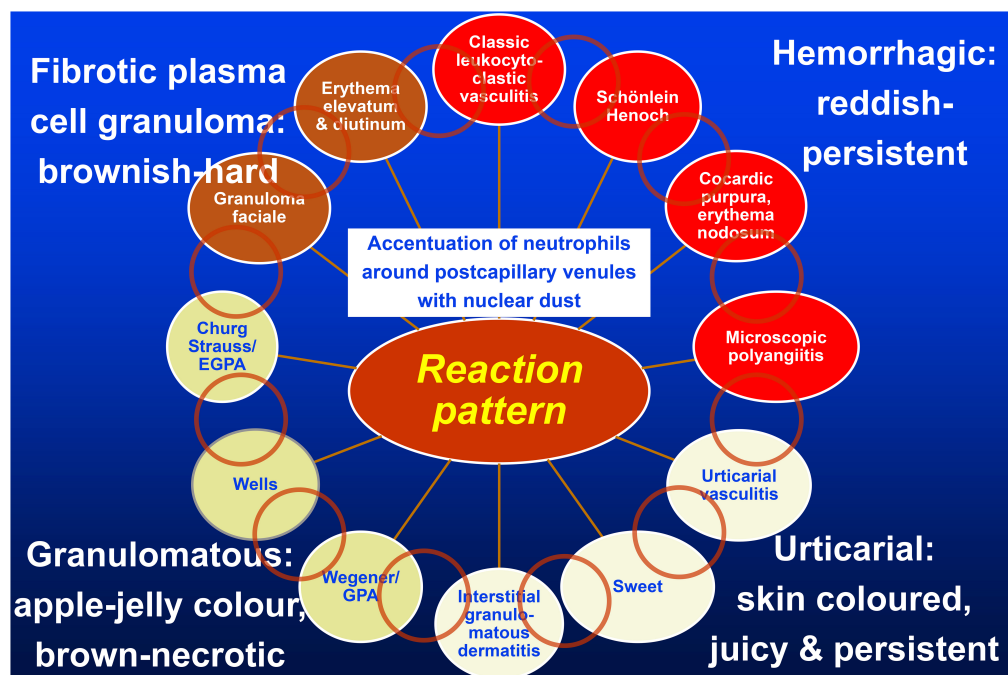 Fibrotic plasma
cell granuloma:
brownish-hard
Hemorrhagic:
reddish-
persistent
Classic
leukocyto-
clastic
vasculitis
Erythema
elevatum
& diutinum
Schönlein
Henoch
Granuloma
faciale
Cocardic
purpura,
erythema
nodosum
Accentuation of neutrophils
around postcapillary venules
with nuclear dust
Churg
Strauss/
EGPA
Reaction
pattern
Microscopic
polyangiitis
Wells
Urticarial
vasculitis
Wegener/
GPA
Interstitial
granulo-
matous
dermatitis
Sweet
Granulomatous:
apple-jelly colour,
brown-necrotic
Urticarial:
skin coloured,
juicy & persistent